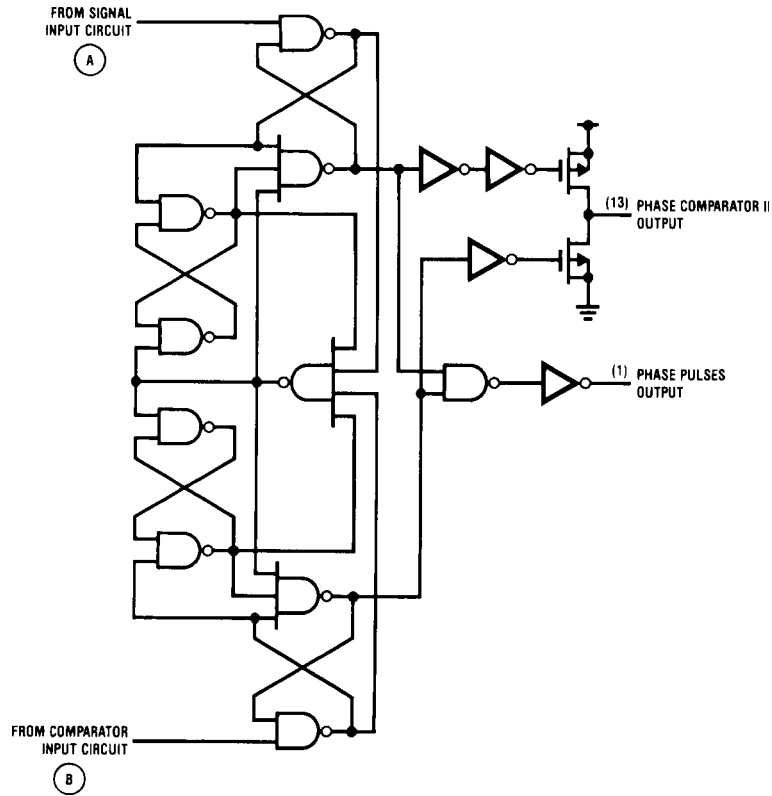 FROM SIGNAL
INPUT CIRCUIT
A
(13) PHASE COMPARATOR II
OUTPUT
(1) PHASE PULSES
OUTPUT
FROM COMPARATOR
INPUT CIRCUIT
B